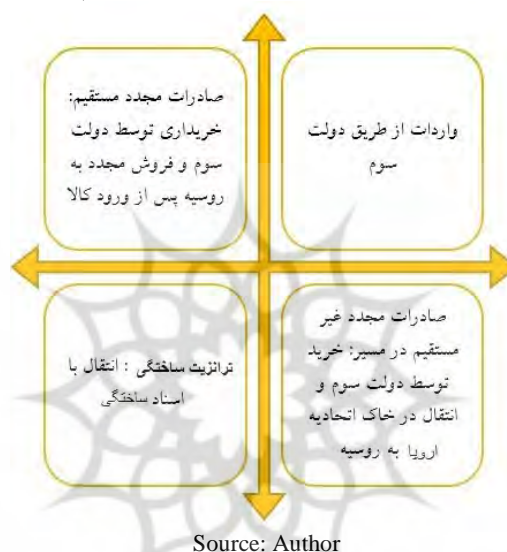 واردات از طریق دولت
سوم
صادرات مجدد مستقیم:
خریداری توسط دولت
سوم و فروش مجدد به
روسیه پس از ورود کالا
صادرات مجدد غیر
مستقیم در مسیر: خرید
توسط دولت سوم و
انتقال در خاک اتحادیه
اروپا به روسیه
ترانزیت ساختگی : انتقال با
اسناد ساختگی
Source: Author